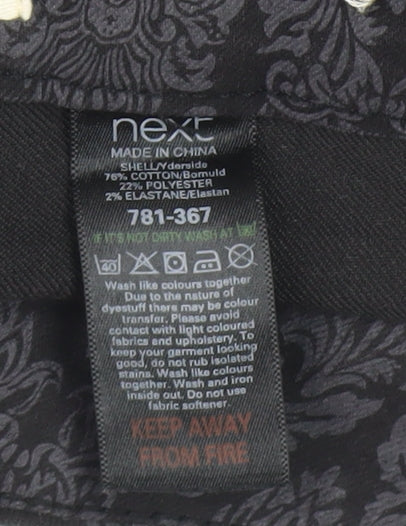 next
MADE IN CHINA
SHELL/Yderside
76% COTTON/Bomuld
22% POLYESTER
2% ELASTANE/Elastan
781-367
IF IT'S NOT DIRTY WASH AT 30
40
Wash like colours together
Due to the nature of
dyestuff there may be colour
transfer. Please avoid
contact with light coloured
fabrics and upholstery. To
keep your garment looking
good, do not rub isolated
stains. Wash like colours
together. Wash and iron
inside out. Do not use
fabric softener.
KEEP AWAY
FROM FIRE